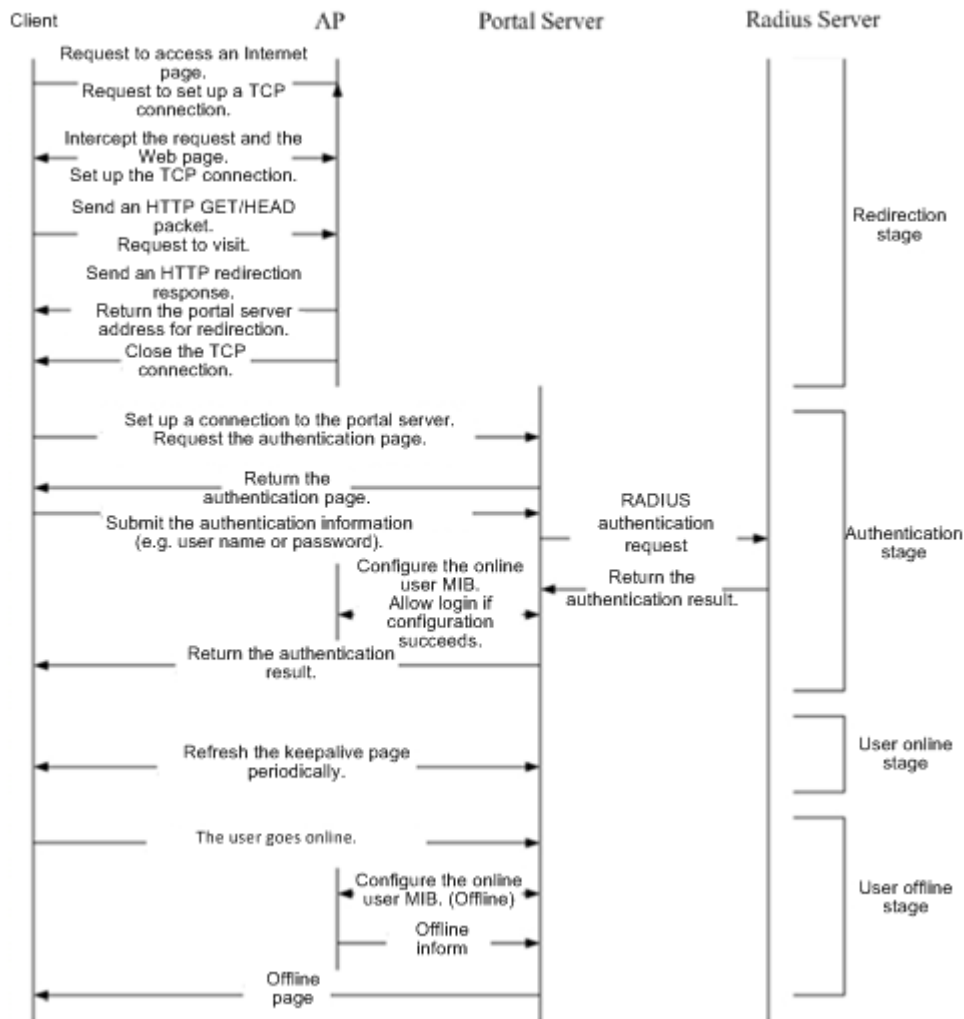 Client
AP
Portal Server
Radius Server
Request to access an Internet
page.
Request to set up a TCP
connection.
Intercept the request and the
Web page.
Set up the TCP connection.
Send an HTTP GET/HEAD
packet.
Request to visit.
Redirection
stage
Send an HTTP redirection
response.
Return the portal server
address for redirection.
Close the TCP
connection.
Set up a connection to the portal server.
Request the authentication page.
Return the
authentication page.
Submit the authentication information
(e.g. user name or password).
RADIUS
authentication
request
Authentication
stage
Configure the online
user MIB.
Allow login if
configuration
succeeds.
Return the
authentication result.
Return the authentication
result.
Refresh the keepalive page
periodically.
User online
stage
The user goes online.
Configure the online
user MIB. (Offline)
User offline
stage
Offline
inform
Offline
page